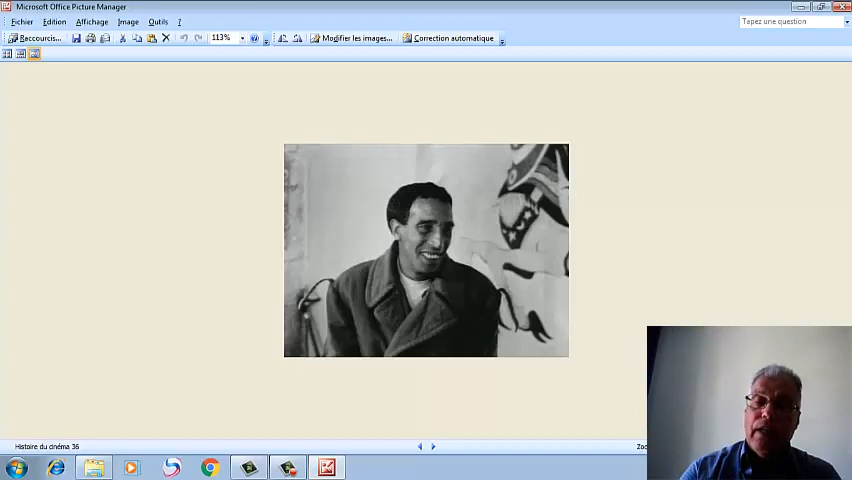 Microsoft Office Picture Manager
Fichier Edition Affichage Image Outils ?
Tapez une question
Raccourcis... 113% Modifier les images... Correction automatique
Histoire du cinéma 36